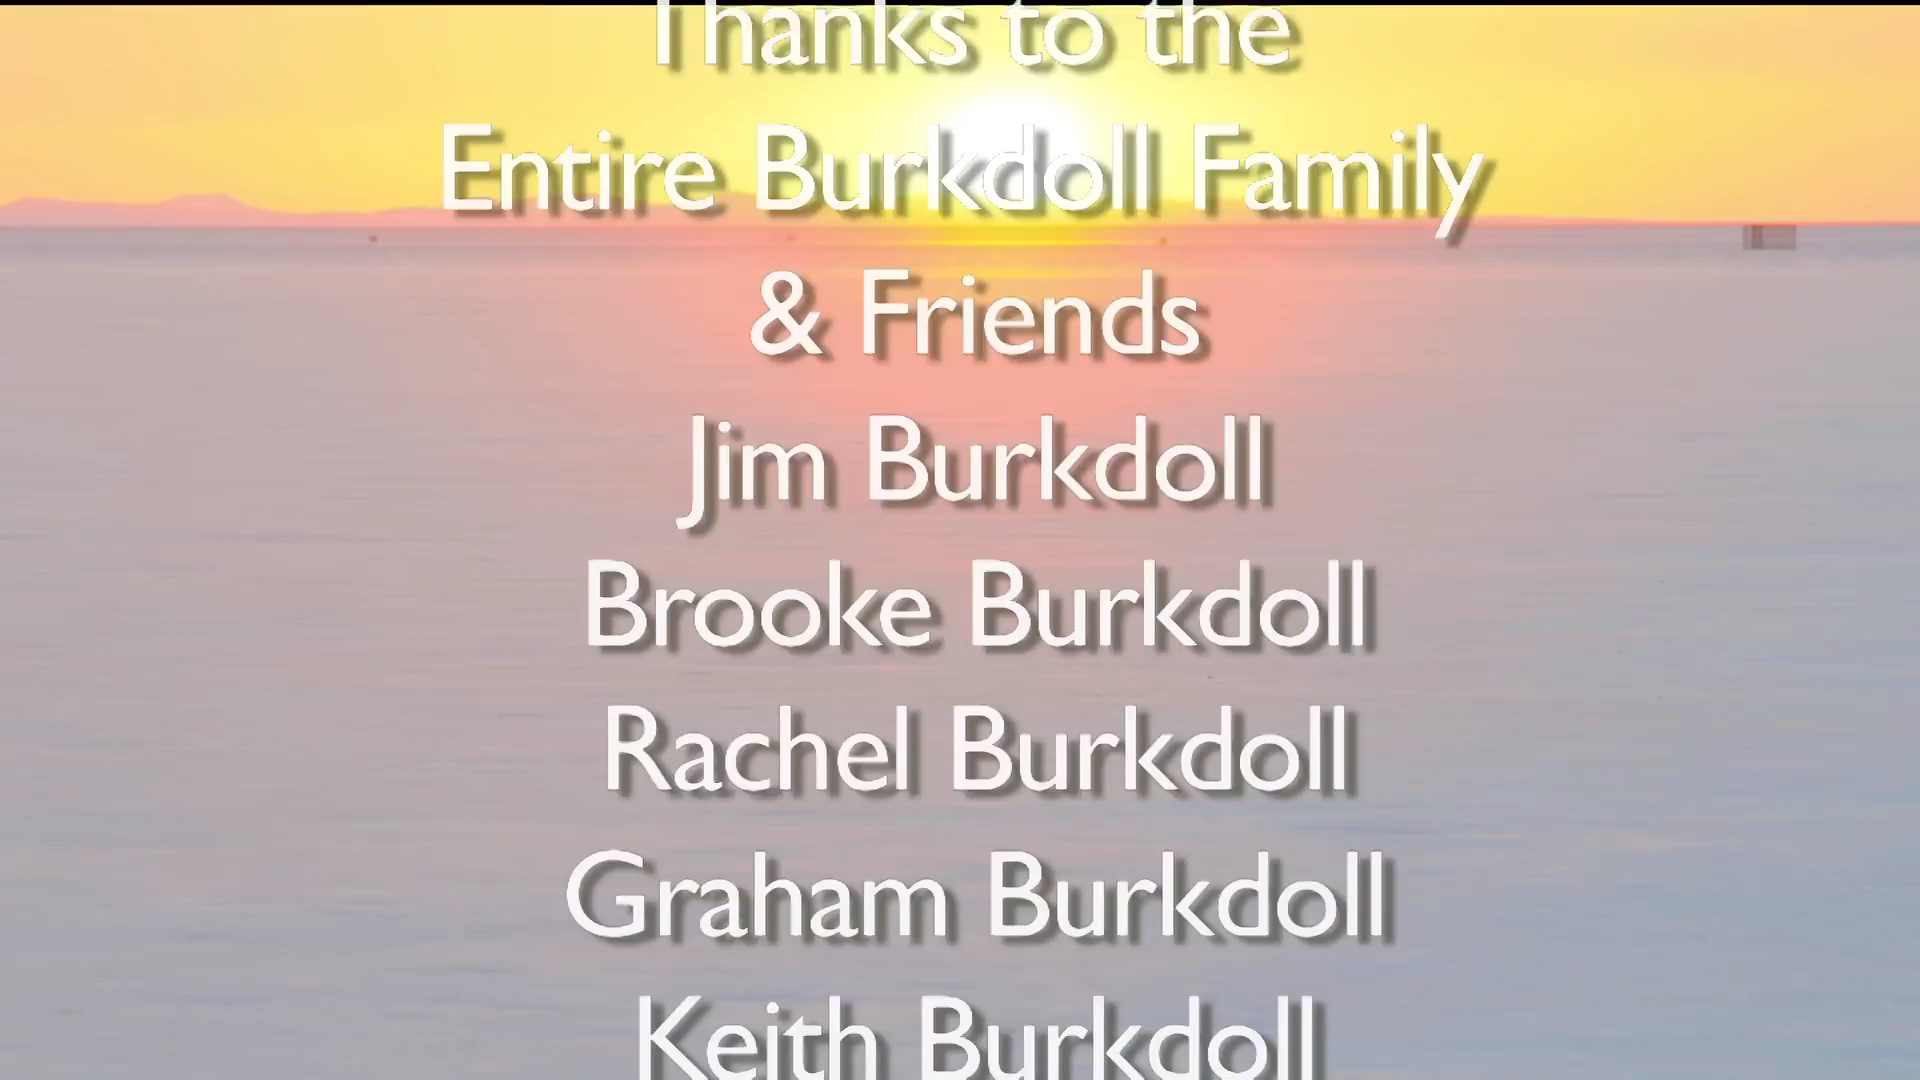 Thanks to the
Entire Burkdoll Family
& Friends
Jim Burkdoll
Brooke Burkdoll
Rachel Burkdoll
Graham Burkdoll
Keith Burkdoll